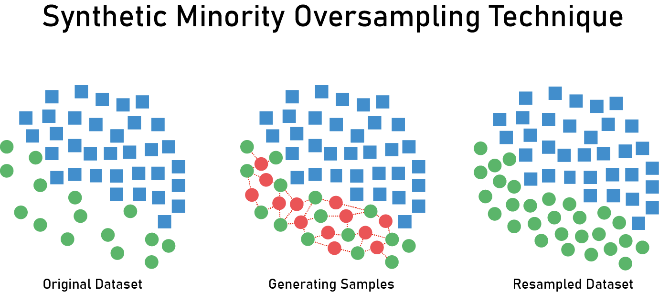 Synthetic Minority Oversampling Technique
Original Dataset
Generating Samples
Resampled Dataset